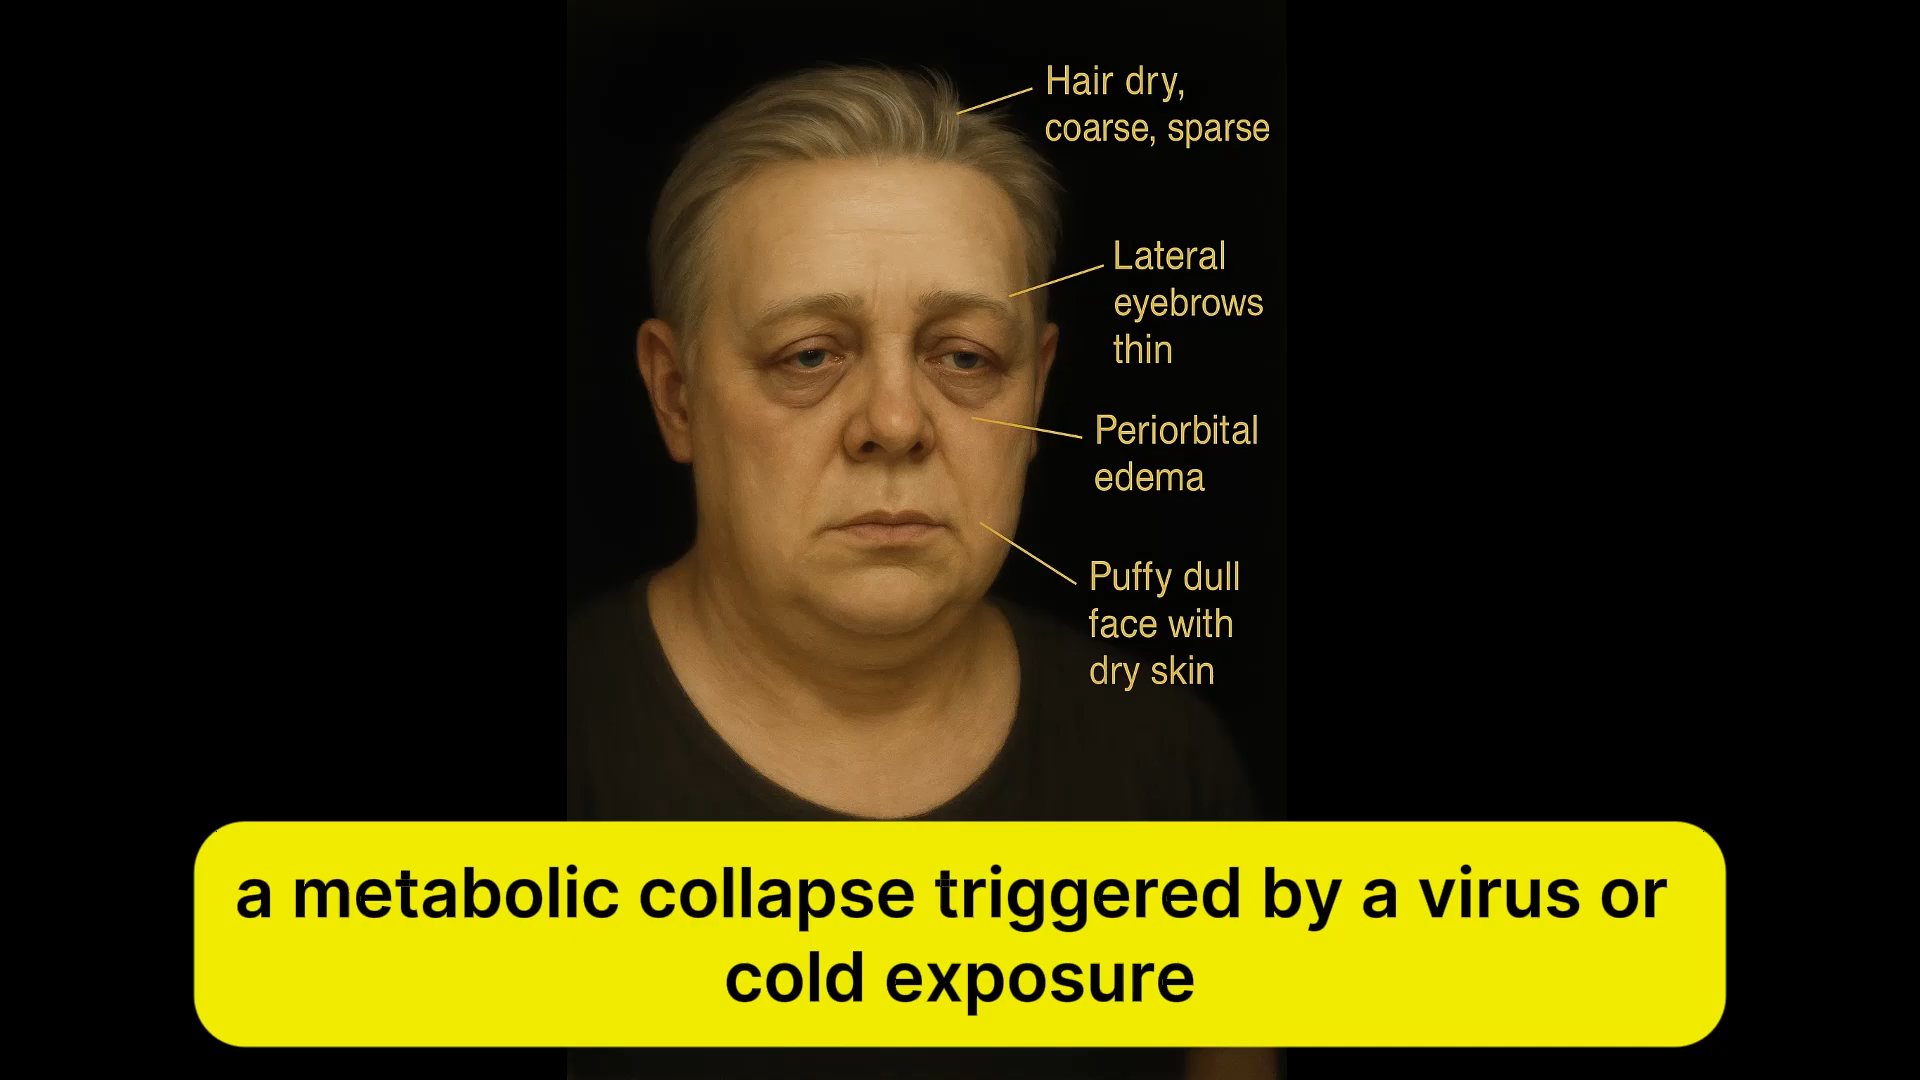 Hair dry,
coarse, sparse
Lateral
eyebrows
thin
Periorbital
edema
Puffy dull
face with
dry skin
a metabolic collapse triggered by a virus or
cold exposure